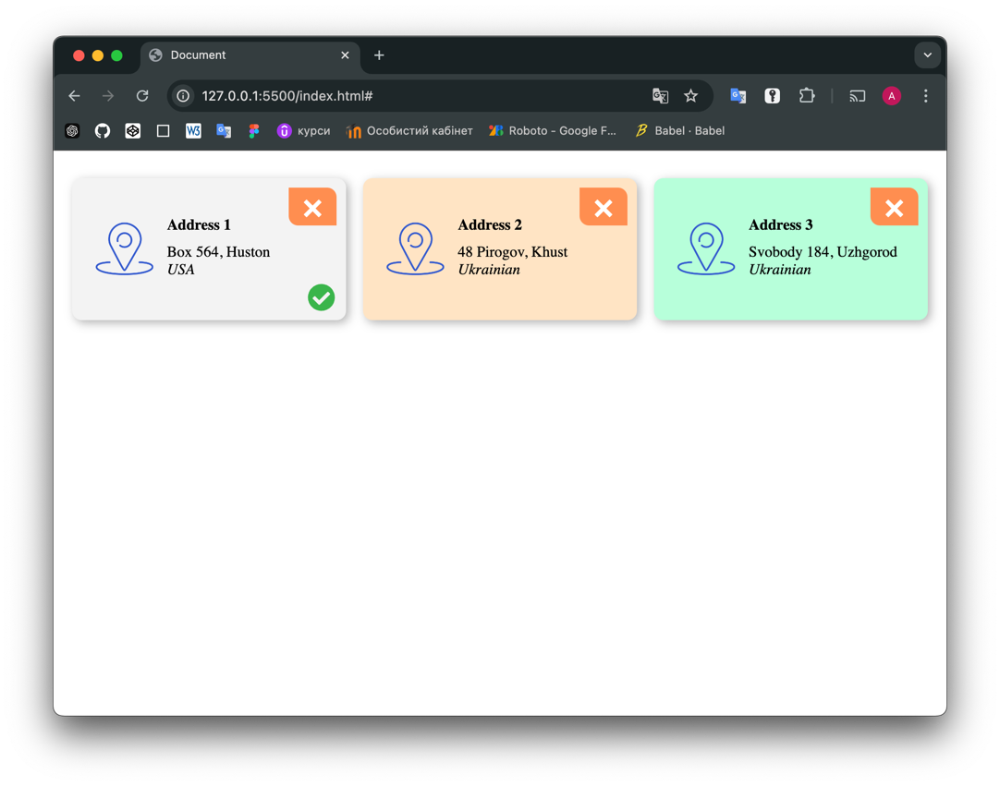 Document
127.0.0.1:5500/index.html#
A
W3
курси
Особистий кабінет
Roboto - Google F...
Babel · Babel
Address 1
Box 564, Huston
USA
Address 2
48 Pirogov, Khust
Ukrainian
Address 3
Svobody 184, Uzhgorod
Ukrainian